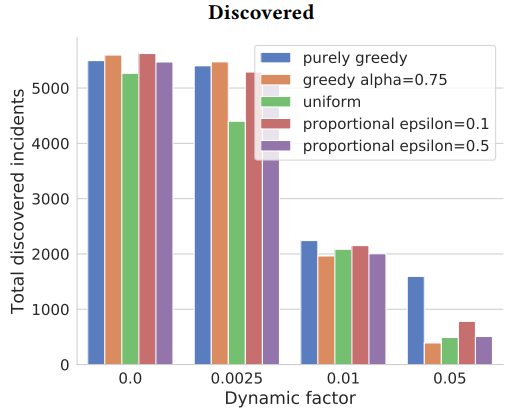 Discovered
Total discovered incidents
5000
4000
3000
2000
1000
0
purely greedy
greedy alpha=0.75
uniform
proportional epsilon=0.1
proportional epsilon=0.5
0.0 0.0025 0.01 0.05
Dynamic factor